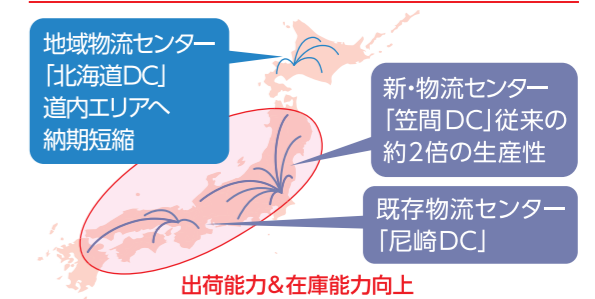 地域物流センター
「北海道DC」
道内エリアへ
納期短縮
新・物流センター
「笠間DC」従来の
約2倍の生産性
既存物流センター
「尼崎DC」
出荷能力&在庫能力向上